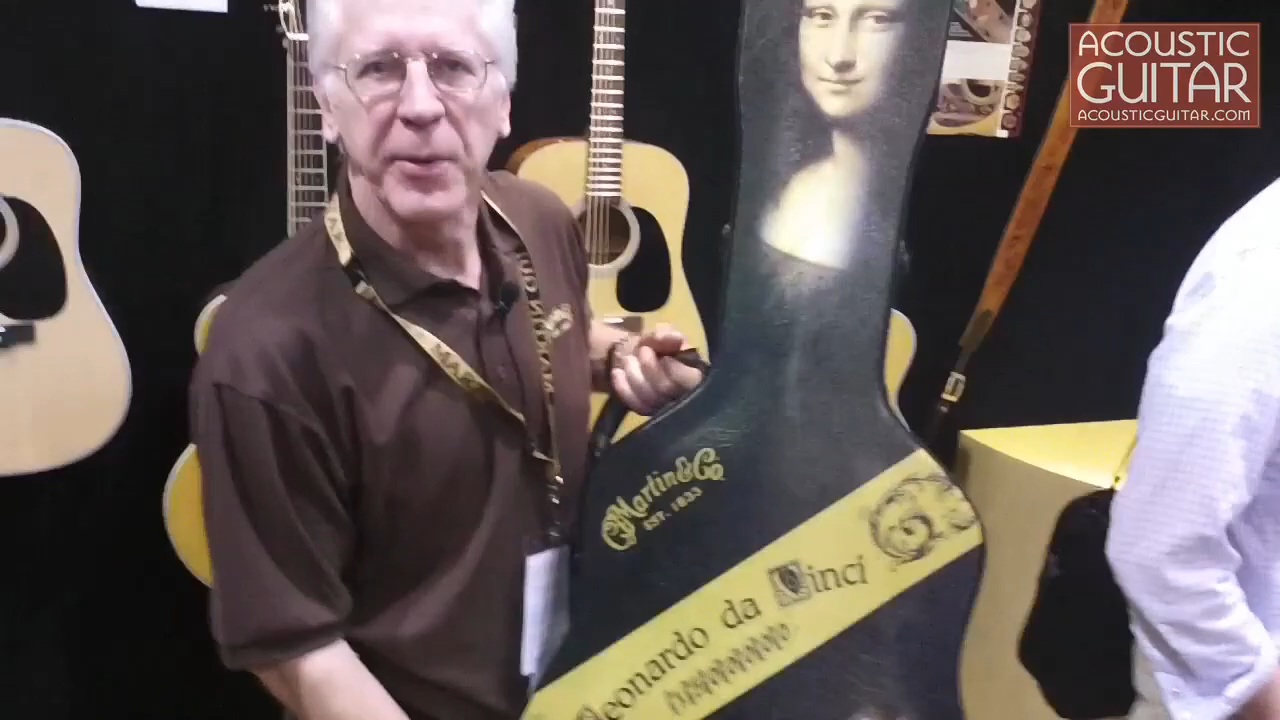 ACOUSTIC
GUITAR
ACOUSTICGUITAR.COM
CFMartin&Co
EST. 1833
Leonardo da Vinci